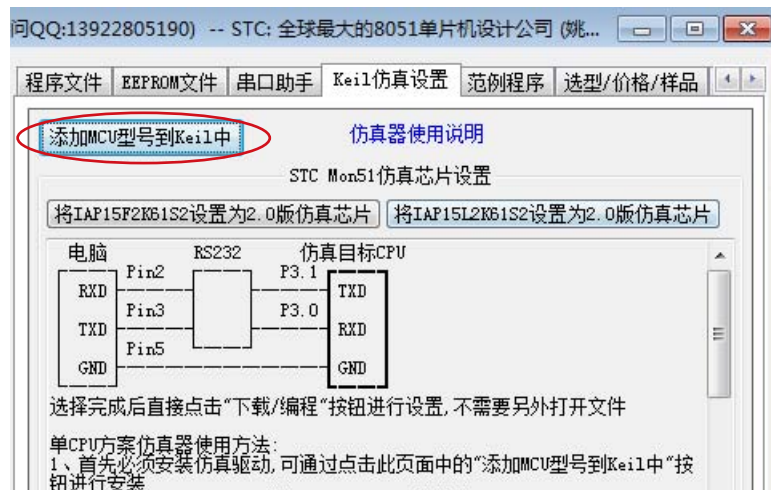 问QQ:13922805190) -- STC: 全球最大的8051单片机设计公司 (姚...
程序文件 EEPROM文件 串口助手 Keil仿真设置 范例程序 选型/价格/样品
添加MCU型号到Keil中 仿真器使用说明
STC Mon51仿真芯片设置
将IAP15F2K61S2设置为2.0版仿真芯片 将IAP15L2K61S2设置为2.0版仿真芯片
电脑 RS232 仿真目标CPU
Pin2 P3.1
RXD TXD
Pin3 P3.0
TXD RXD
Pin5
GND GND
选择完成后直接点击"下载/编程"按钮进行设置,不需要另外打开文件
单CPU方案仿真器使用方法:
1、首先必须安装仿真驱动,可通过点击此页面中的"添加MCU型号到Keil中"按
钮进行安装